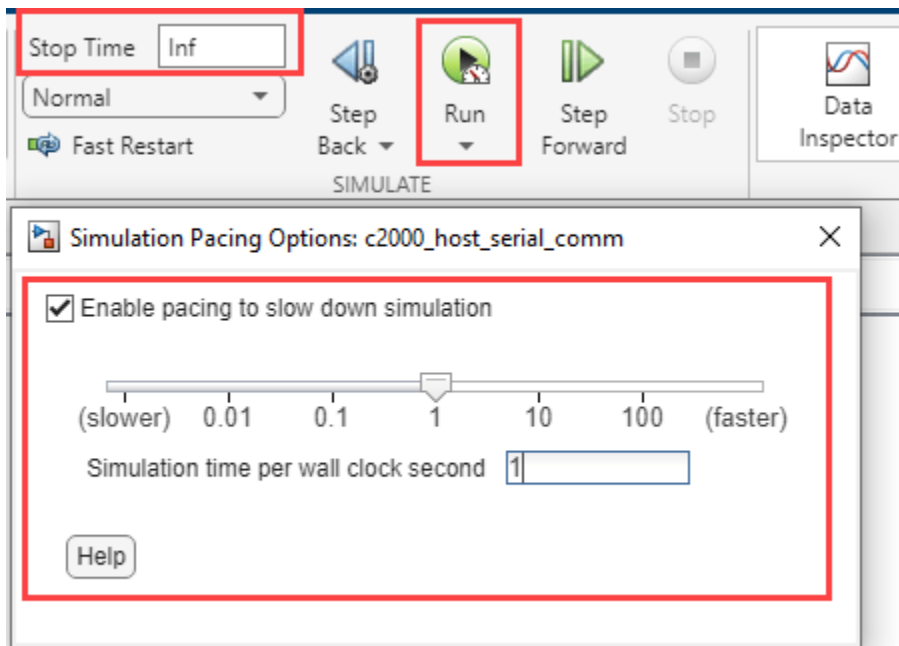 Stop Time Inf
Normal
Fast Restart
Step Back
Run
Step Forward
Stop
Data Inspector
SIMULATE
Simulation Pacing Options: c2000_host_serial_comm
Enable pacing to slow down simulation
(slower) 0.01 0.1 1 10 100 (faster)
Simulation time per wall clock second 1
Help